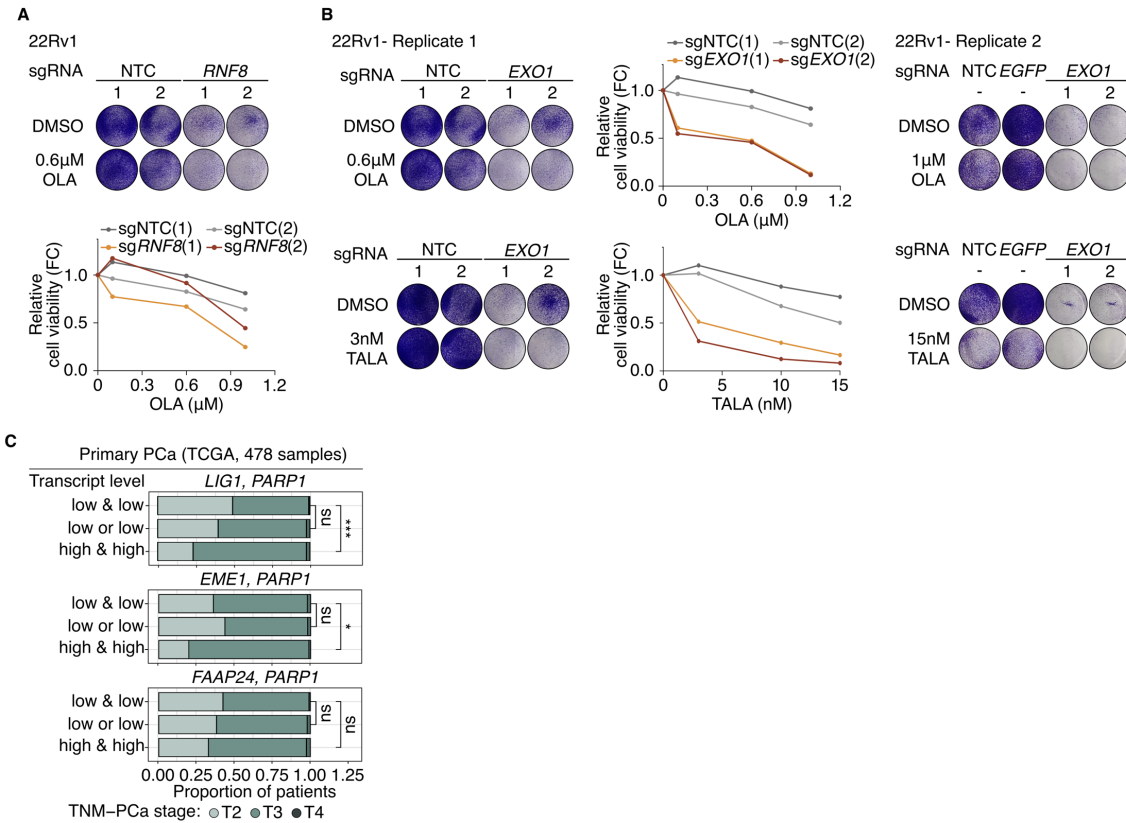 A
22Rv1
sgRNA NTC RNF8
1 2 1 2
DMSO
0.6µM
OLA
sgNTC(1) sgNTC(2)
sgRNF8(1) sgRNF8(2)
Relative
cell viability (FC)
1.0
0.5
0.0
0 0.3 0.6 0.9 1.2
OLA (µM)
B
22Rv1- Replicate 1
sgRNA NTC EXO1
1 2 1 2
DMSO
0.6µM
OLA
sgNTC(1) sgNTC(2)
sgEXO1(1) sgEXO1(2)
Relative
cell viability (FC)
1.0
0.5
0.0
0 0.3 0.6 0.9 1.2
OLA (µM)
22Rv1- Replicate 2
sgRNA NTC EGFP EXO1
- - 1 2
DMSO
1µM
OLA
sgRNA NTC EXO1
1 2 1 2
DMSO
3nM
TALA
Relative
cell viability (FC)
1.0
0.5
0.0
0 5 10 15
TALA (nM)
sgRNA NTC EGFP EXO1
- - 1 2
DMSO
15nM
TALA
C
Primary PCa (TCGA, 478 samples)
Transcript level LIG1, PARP1
low & low
low or low
high & high
ns
***
EME1, PARP1
low & low
low or low
high & high
ns
*
FAAP24, PARP1
low & low
low or low
high & high
ns
ns
0.00 0.25 0.50 0.75 1.00 1.25
Proportion of patients
TNM−PCa stage: T2 T3 T4